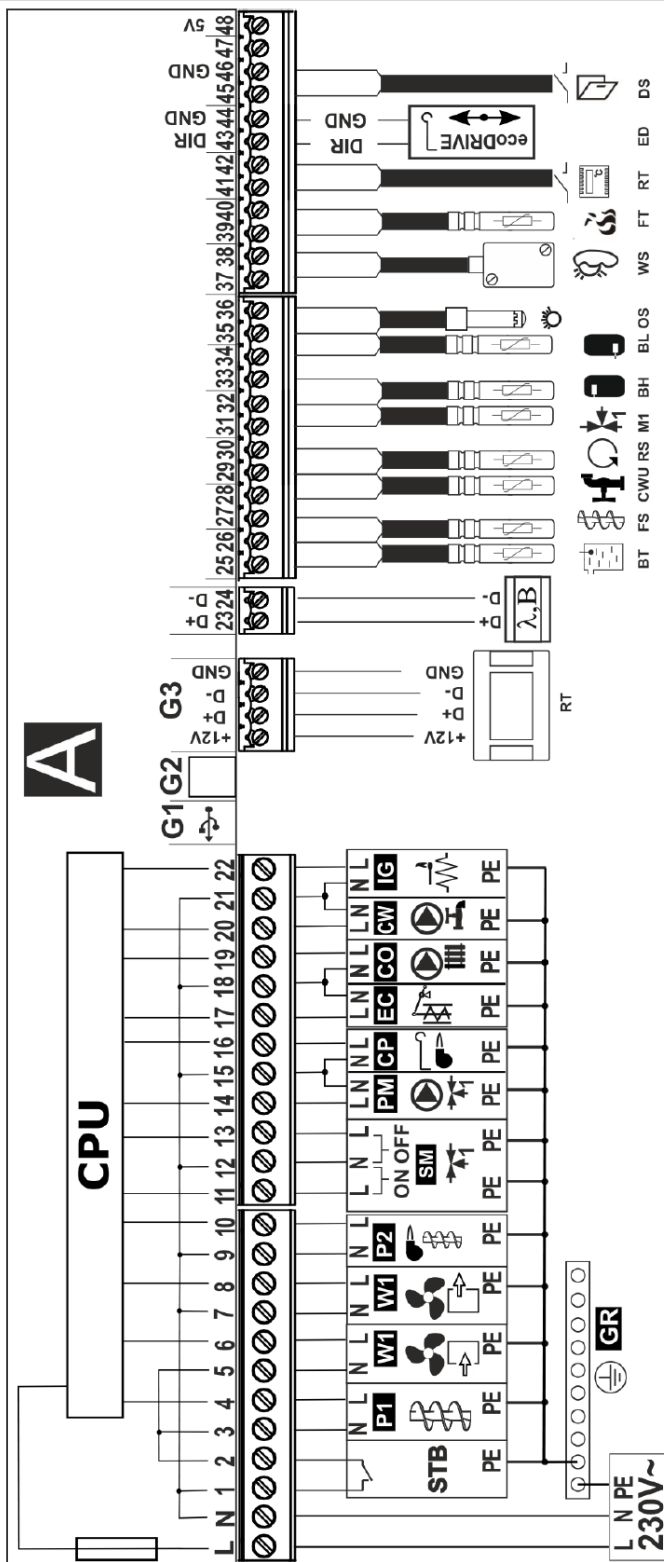 A
CPU
G1
G2
G3
L N 1 2 3 4 5 6 7 8 9 10 11 12 13 14 15 16 17 18 19 20 21 22
+12V D+ D- GND
D+ D-
23 24
25 26 27 28 29 30 31 32 33 34 35 36 37 38 39 40 41 42 43 44 45 46 47 48
DIR GND GND 5V
STB
PE
N L
P1
PE
N L
W1
PE
N L
W1
PE
N L
P2
PE
L N L
ON OFF
SM
1
PE PE
L N
PM
1
PE
N L
CP
PE
L N
EC
PE
N L
CO
PE
L N
CW
PE
N L
IG
PE
GR
L N PE
230V~
+12V D+ D- GND
RT
D+ D-
λ,B
DIR GND
ecoDRIVE
°C
1
BT FS CWU RS M1 BH BL OS WS FT RT ED DS